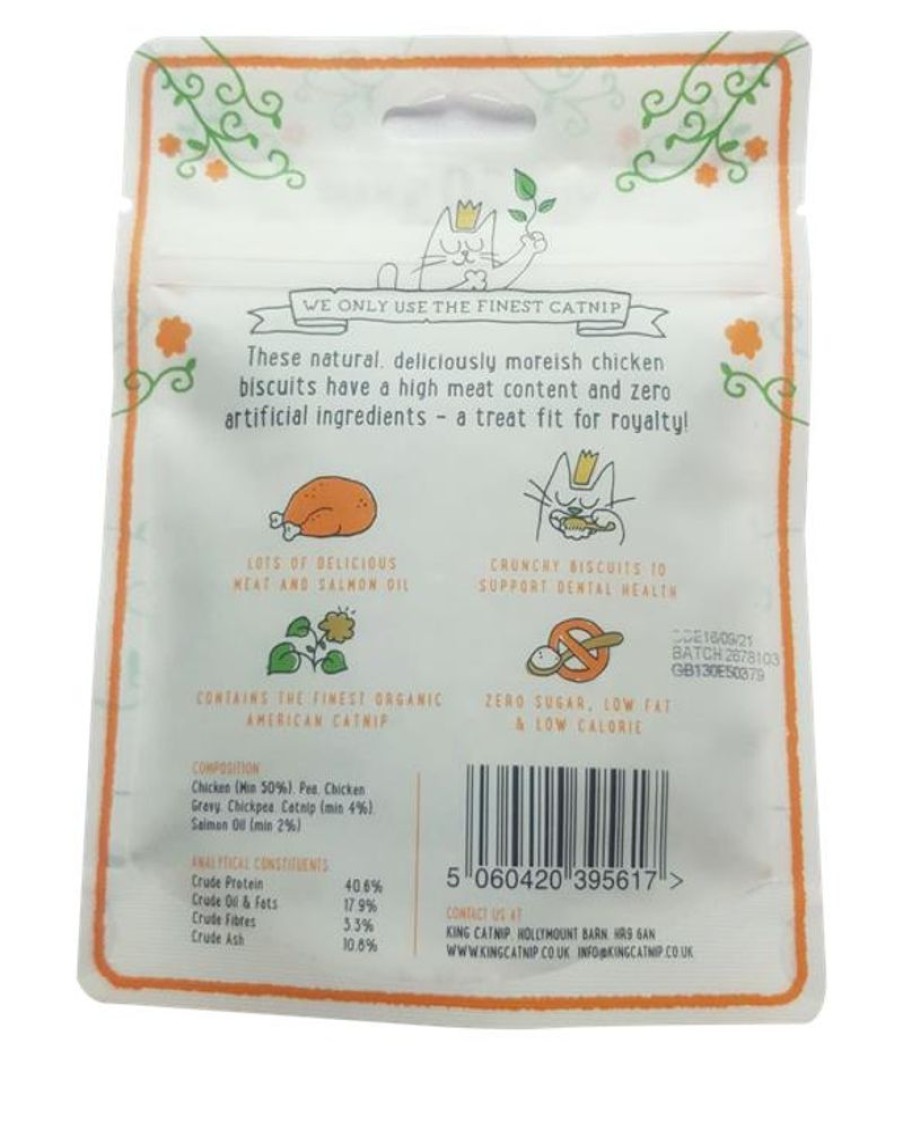 WE ONLY USE THE FINEST CATNIP
These natural, deliciously moreish chicken
biscuits have a high meat content and zero
artificial ingredients - a treat fit for royalty!
LOTS OF DELICIOUS
MEAT AND SALMON OIL
CRUNCHY BISCUITS TO
SUPPORT DENTAL HEALTH
CONTAINS THE FINEST ORGANIC
AMERICAN CATNIP
ZERO SUGAR, LOW FAT
& LOW CALORIE
16/09/21
BATCH 2678103
GB130E50379
COMPOSITION
Chicken (Min 50%), Pea, Chicken
Gravy, Chickpea, Catnip (min 4%),
Salmon Oil (min 2%)
ANALYTICAL CONSTITUENTS
Crude Protein 40.6%
Crude Oil & Fats 17.9%
Crude Fibres 3.3%
Crude Ash 10.8%
5 060420 395617 >
CONTACT US AT
KING CATNIP, HOLLYMOUNT BARN, HR9 6AN
WWW.KINGCATNIP.CO.UK INFO@KINGCATNIP.CO.UK